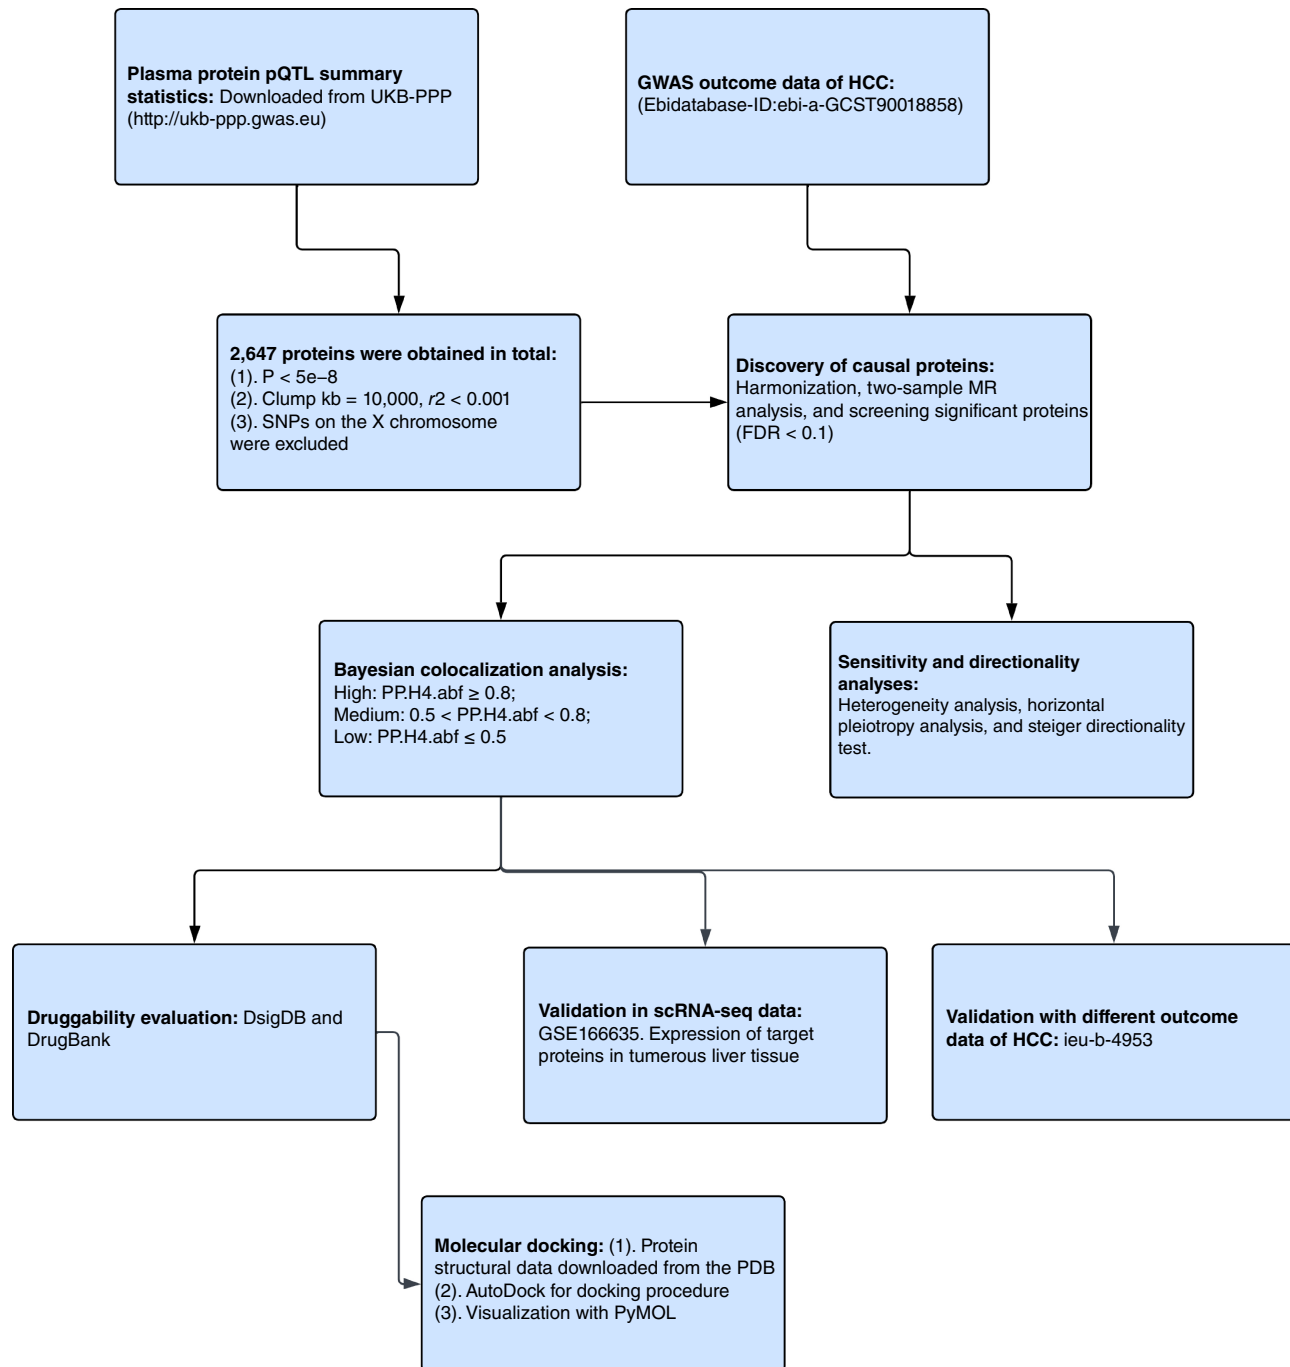 Plasma protein pQTL summary
statistics: Downloaded from UKB-PPP
(http://ukb-ppp.gwas.eu)
GWAS outcome data of HCC:
(Ebidatabase-ID:ebi-a-GCST90018858)
2,647 proteins were obtained in total:
(1). P < 5e−8
(2). Clump kb = 10,000, r2 < 0.001
(3). SNPs on the X chromosome
were excluded
Discovery of causal proteins:
Harmonization, two-sample MR
analysis, and screening significant proteins
(FDR < 0.1)
Bayesian colocalization analysis:
High: PP.H4.abf ≥ 0.8;
Medium: 0.5 < PP.H4.abf < 0.8;
Low: PP.H4.abf ≤ 0.5
Sensitivity and directionality
analyses:
Heterogeneity analysis, horizontal
pleiotropy analysis, and steiger directionality
test.
Druggability evaluation: DsigDB and
DrugBank
Validation in scRNA-seq data:
GSE166635. Expression of target
proteins in tumerous liver tissue
Validation with different outcome
data of HCC: ieu-b-4953
Molecular docking: (1). Protein
structural data downloaded from the PDB
(2). AutoDock for docking procedure
(3). Visualization with PyMOL